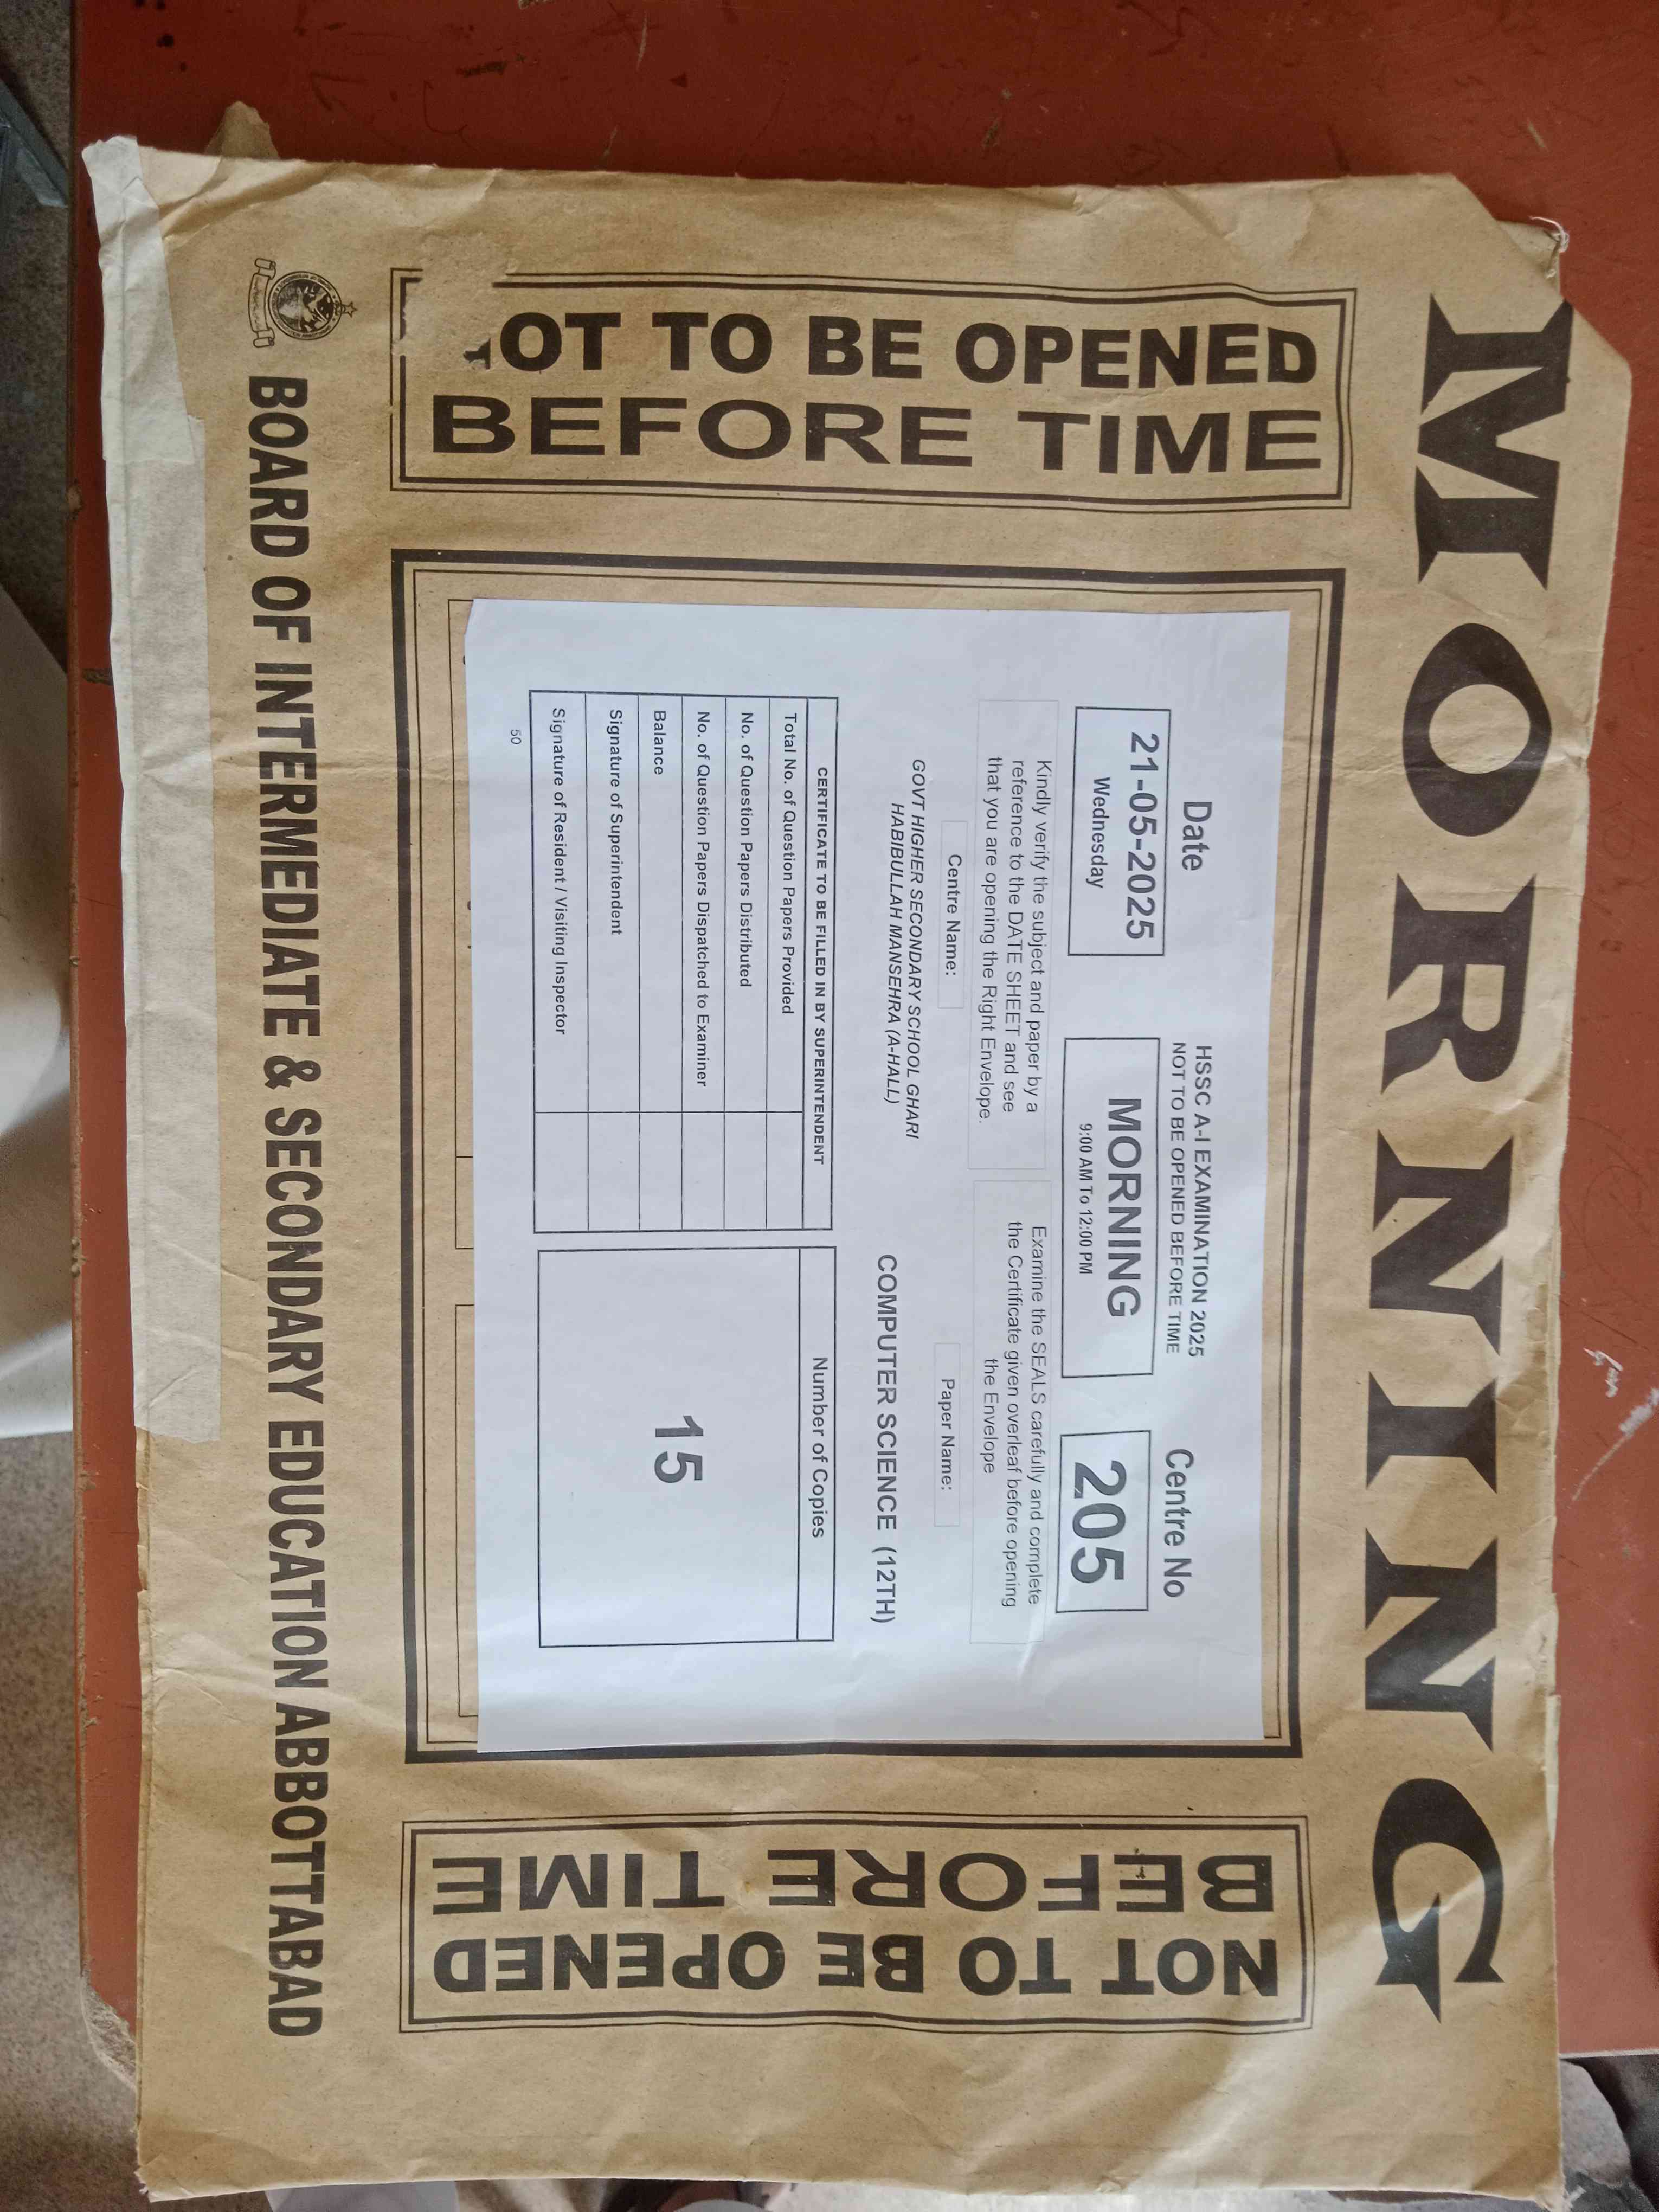 MORNING
NOT TO BE OPENED
BEFORE TIME
Date
21-05-2025
Wednesday
HSSC A-I EXAMINATION 2025
NOT TO BE OPENED BEFORE TIME
MORNING
9:00 AM To 12:00 PM
Centre No
205
Kindly verify the subject and paper by a
reference to the DATE SHEET and see
that you are opening the Right Envelope.
Examine the SEALS carefully and complete
the Certificate given overleaf before opening
the Envelope
Centre Name:
GOVT HIGHER SECONDARY SCHOOL GHARI
HABIBULLAH MANSEHRA (A-HALL)
Paper Name:
COMPUTER SCIENCE (12TH)
CERTIFICATE TO BE FILLED IN BY SUPERINTENDENT
Total No. of Question Papers Provided
No. of Question Papers Distributed
No. of Question Papers Dispatched to Examiner
Balance
Signature of Superintendent
Signature of Resident / Visiting Inspector
Number of Copies
15
50
NOT TO BE OPENED
BEFORE TIME
BOARD OF INTERMEDIATE & SECONDARY EDUCATION ABBOTTABAD